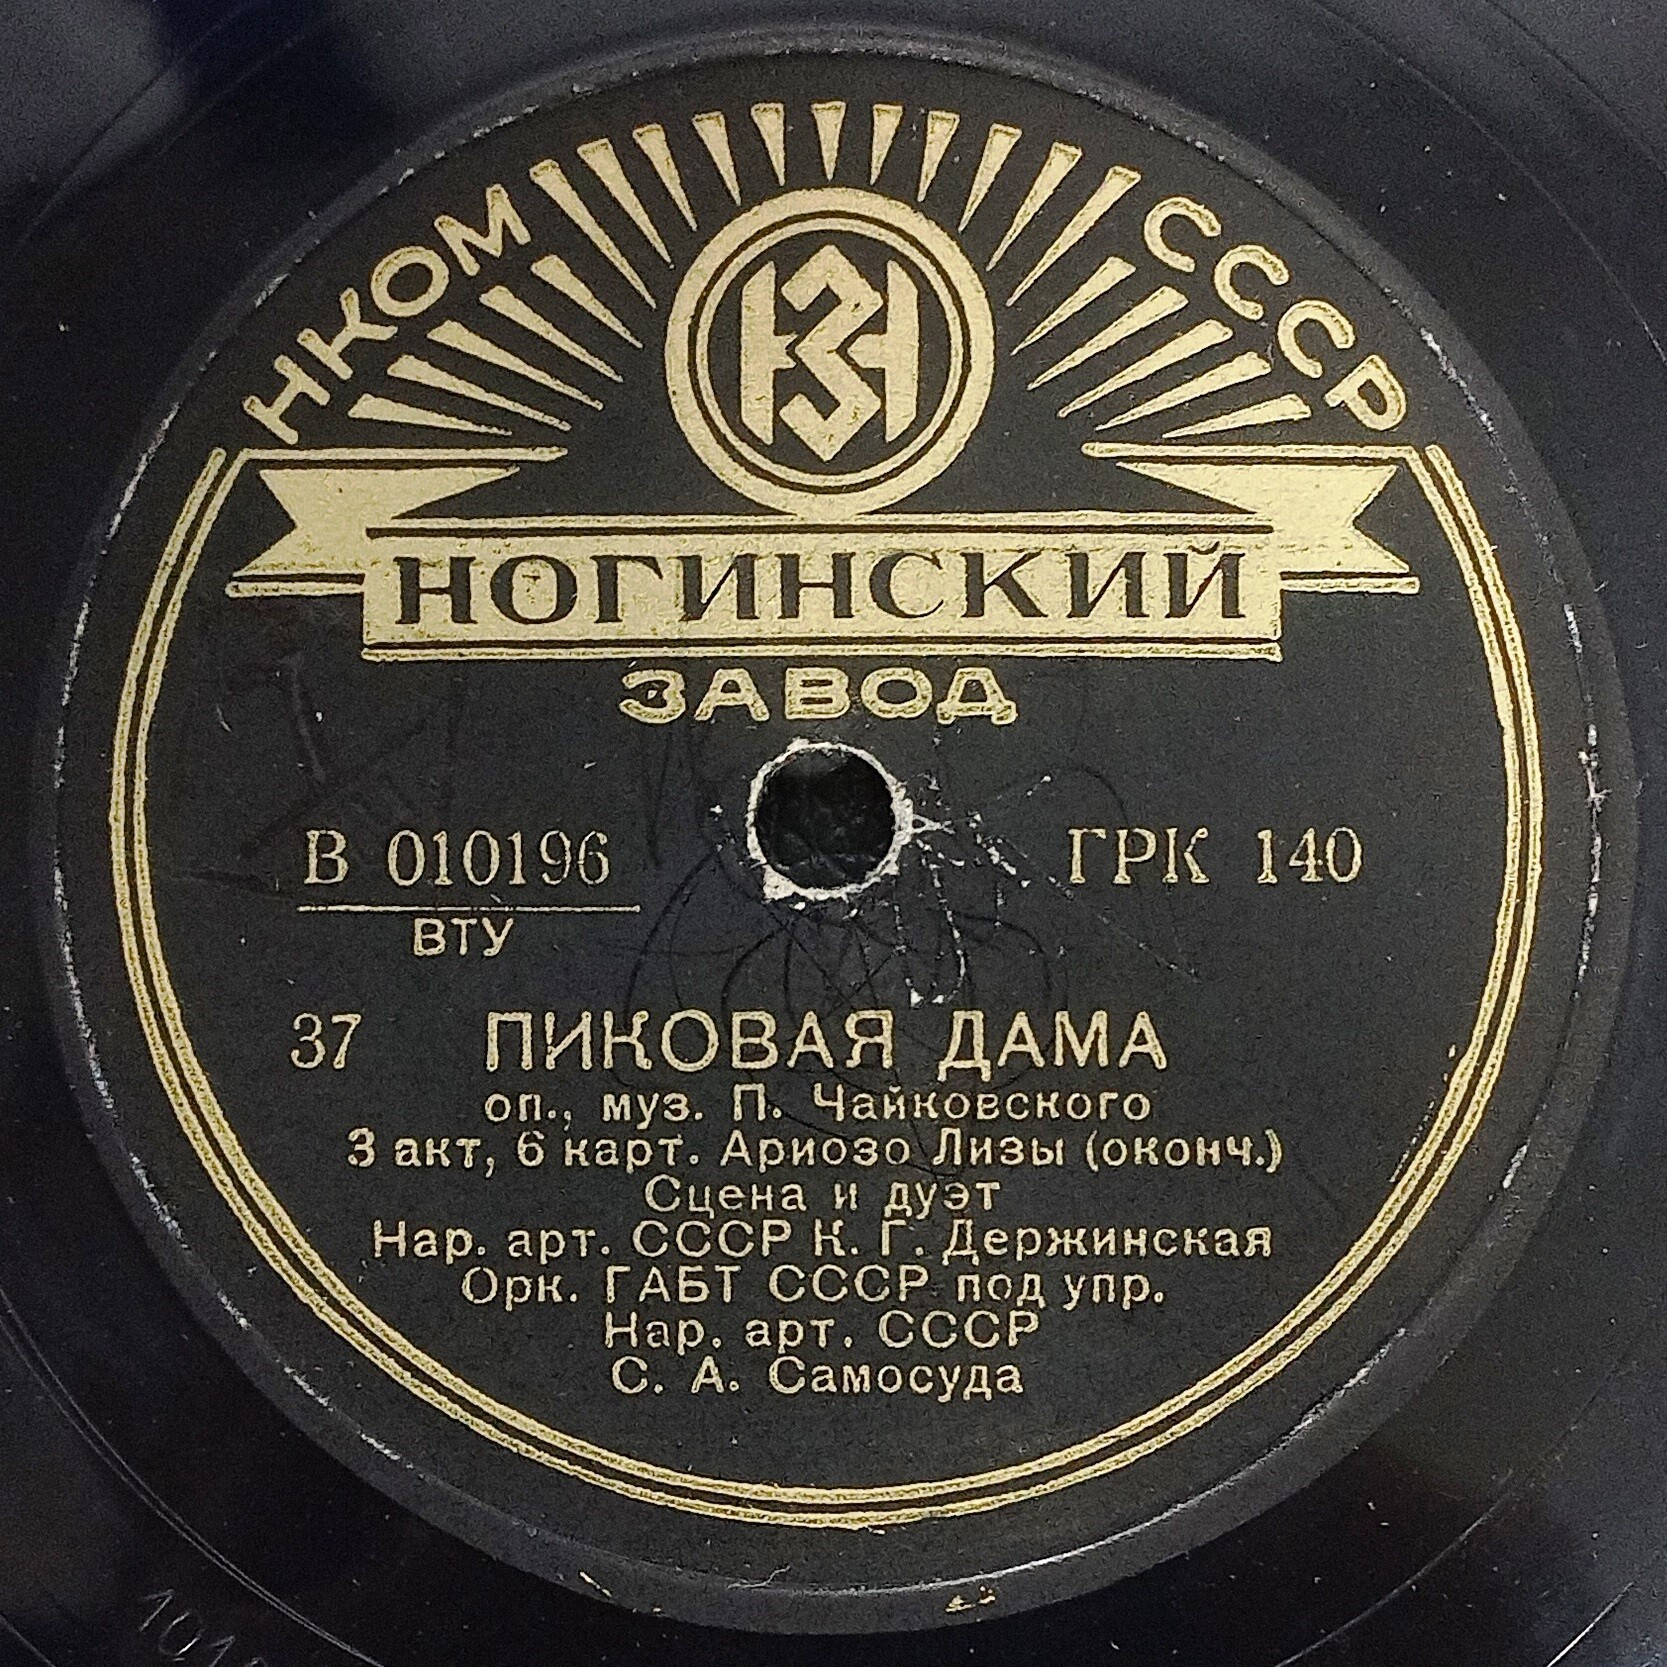 НКОМ СССР
НЗ
НОГИНСКИЙ
ЗАВОД
В 010196 ГРК 140
ВТУ
37 ПИКОВАЯ ДАМА
оп., муз. П. Чайковского
3 акт, 6 карт. Ариозо Лизы (оконч.)
Сцена и дуэт
Нар. арт. СССР К. Г. Держинская
Орк. ГАБТ СССР под упр.
Нар. арт. СССР
С. А. Самосуда